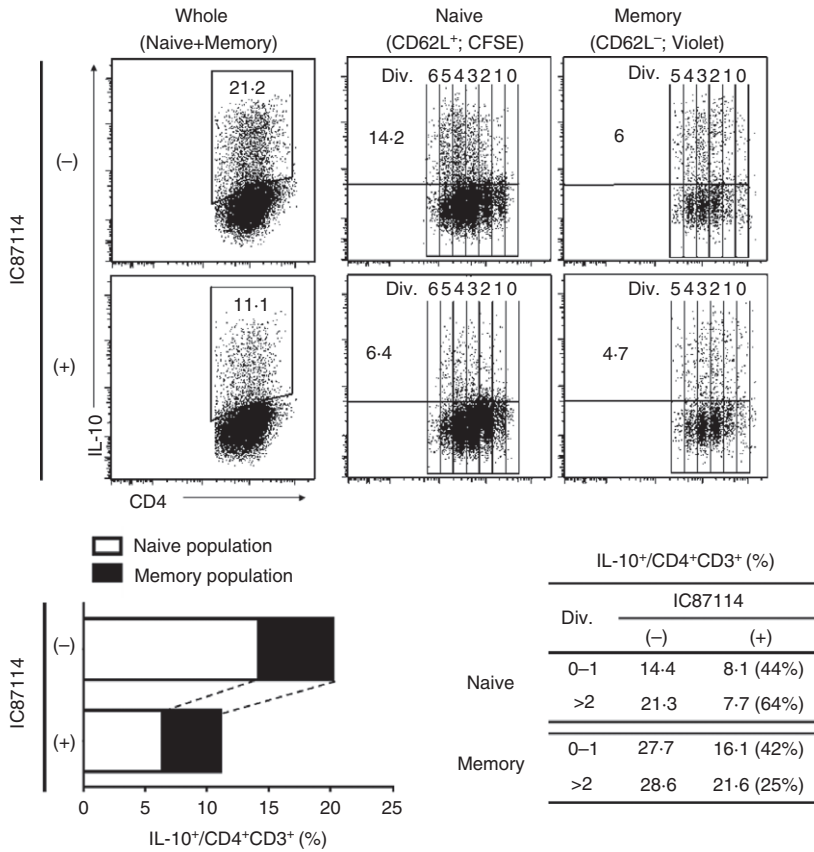 Whole
(Naive+Memory)
Naive
(CD62L⁺; CFSE)
Memory
(CD62L⁻; Violet)
IC87114
(–)
21·2
Div. 6 5 4 3 2 1 0
14·2
Div. 5 4 3 2 1 0
6
(+)
11·1
Div. 6 5 4 3 2 1 0
6·4
Div. 5 4 3 2 1 0
4·7
IL-10
CD4
Naive population
Memory population
IC87114
(–)
(+)
0 5 10 15 20 25
IL-10⁺/CD4⁺CD3⁺ (%)
IL-10⁺/CD4⁺CD3⁺ (%)
Div. IC87114
(–) (+)
Naive
0–1 14·4 8·1 (44%)
>2 21·3 7·7 (64%)
Memory
0–1 27·7 16·1 (42%)
>2 28·6 21·6 (25%)